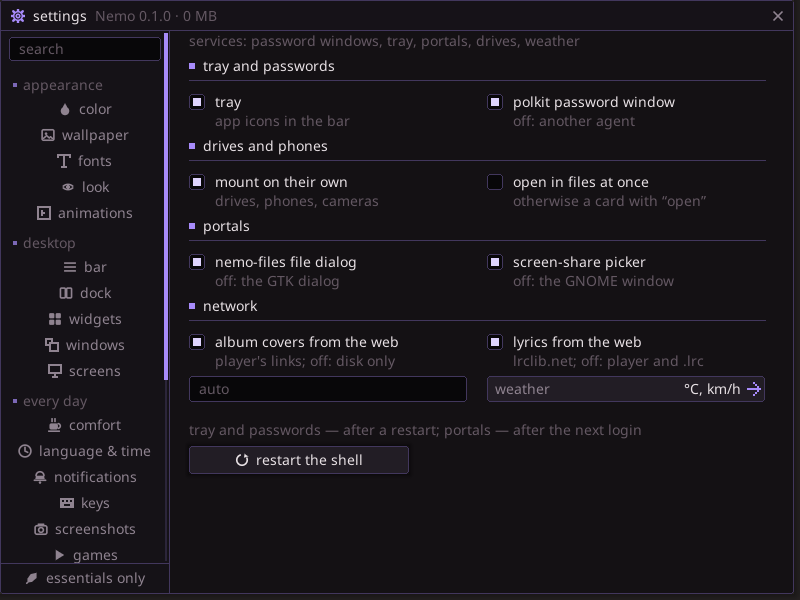 settings Nemo 0.1.0 · 0 MB
search
appearance
color
wallpaper
fonts
look
animations
desktop
bar
dock
widgets
windows
screens
every day
comfort
language & time
notifications
keys
screenshots
games
essentials only
services: password windows, tray, portals, drives, weather
tray and passwords
tray
app icons in the bar
polkit password window
off: another agent
drives and phones
mount on their own
drives, phones, cameras
open in files at once
otherwise a card with “open”
portals
nemo-files file dialog
off: the GTK dialog
screen-share picker
off: the GNOME window
network
album covers from the web
player's links; off: disk only
lyrics from the web
lrclib.net; off: player and .lrc
auto
weather °C, km/h
tray and passwords — after a restart; portals — after the next login
restart the shell